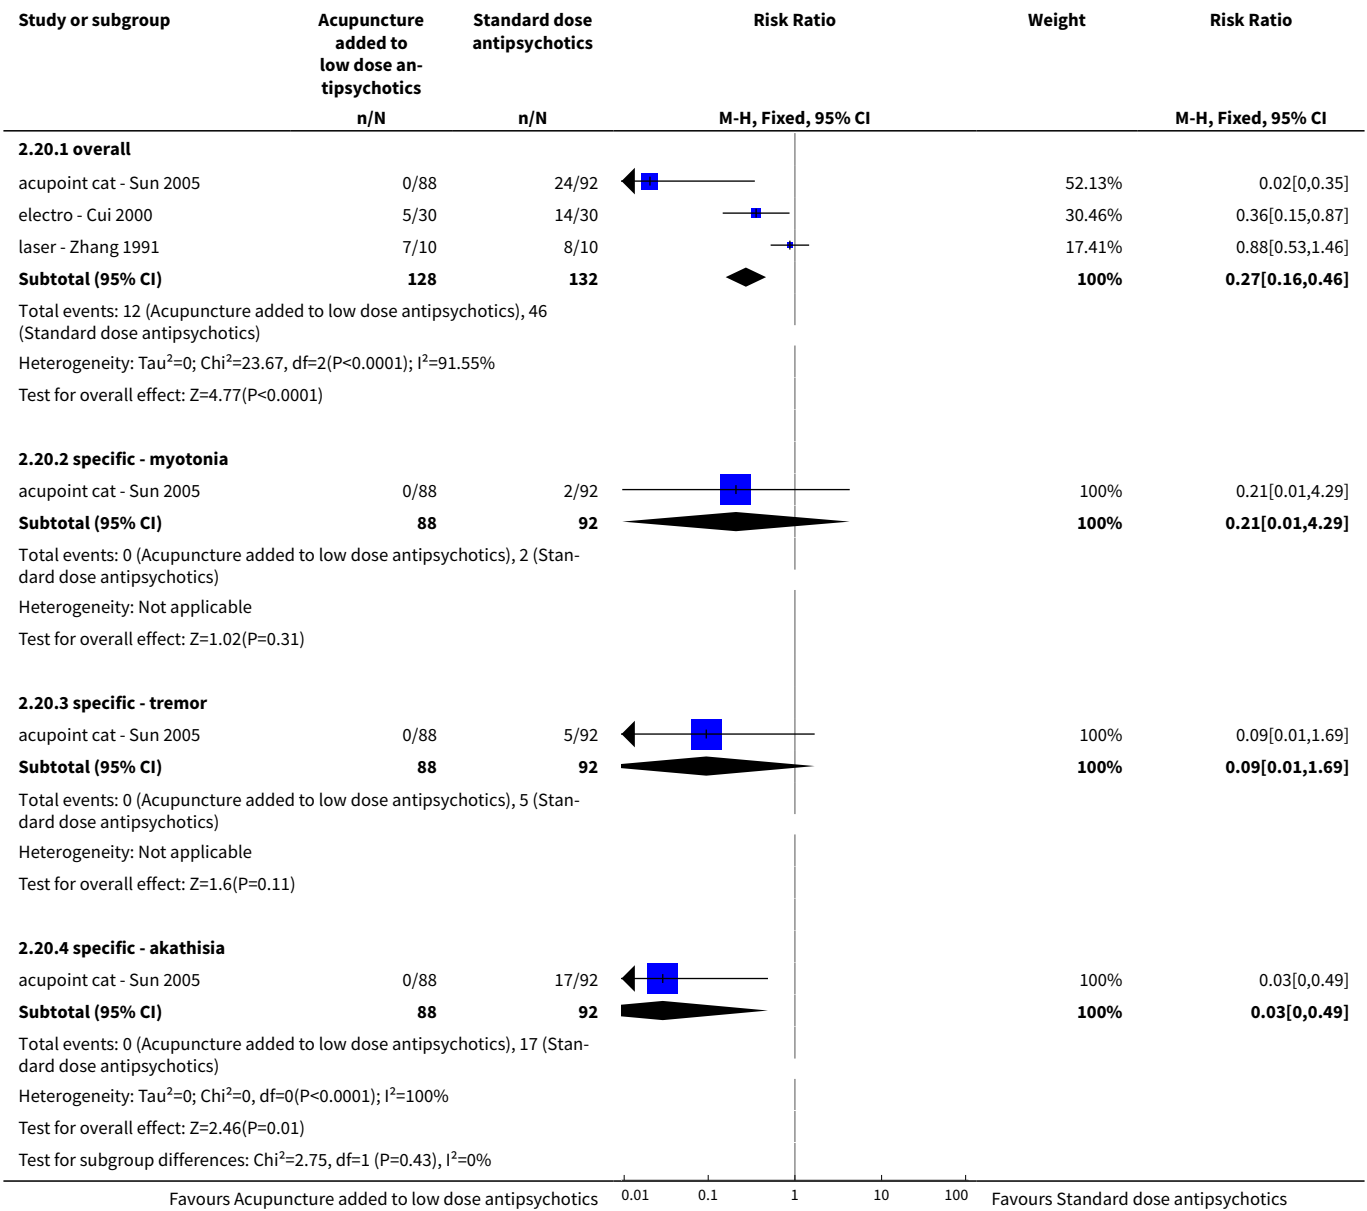 Study or subgroup Acupuncture added to low dose an-tipsychotics Standard dose antipsychotics Risk Ratio Weight Risk Ratio
n/N n/N M-H, Fixed, 95% CI M-H, Fixed, 95% CI
2.20.1 overall
acupoint cat - Sun 2005 0/88 24/92 52.13% 0.02[0,0.35]
electro - Cui 2000 5/30 14/30 30.46% 0.36[0.15,0.87]
laser - Zhang 1991 7/10 8/10 17.41% 0.88[0.53,1.46]
Subtotal (95% CI) 128 132 100% 0.27[0.16,0.46]
Total events: 12 (Acupuncture added to low dose antipsychotics), 46
(Standard dose antipsychotics)
Heterogeneity: Tau²=0; Chi²=23.67, df=2(P<0.0001); I²=91.55%
Test for overall effect: Z=4.77(P<0.0001)
2.20.2 specific - myotonia
acupoint cat - Sun 2005 0/88 2/92 100% 0.21[0.01,4.29]
Subtotal (95% CI) 88 92 100% 0.21[0.01,4.29]
Total events: 0 (Acupuncture added to low dose antipsychotics), 2 (Stan-
dard dose antipsychotics)
Heterogeneity: Not applicable
Test for overall effect: Z=1.02(P=0.31)
2.20.3 specific - tremor
acupoint cat - Sun 2005 0/88 5/92 100% 0.09[0.01,1.69]
Subtotal (95% CI) 88 92 100% 0.09[0.01,1.69]
Total events: 0 (Acupuncture added to low dose antipsychotics), 5 (Stan-
dard dose antipsychotics)
Heterogeneity: Not applicable
Test for overall effect: Z=1.6(P=0.11)
2.20.4 specific - akathisia
acupoint cat - Sun 2005 0/88 17/92 100% 0.03[0,0.49]
Subtotal (95% CI) 88 92 100% 0.03[0,0.49]
Total events: 0 (Acupuncture added to low dose antipsychotics), 17 (Stan-
dard dose antipsychotics)
Heterogeneity: Tau²=0; Chi²=0, df=0(P<0.0001); I²=100%
Test for overall effect: Z=2.46(P=0.01)
Test for subgroup differences: Chi²=2.75, df=1 (P=0.43), I²=0%
Favours Acupuncture added to low dose antipsychotics 0.01 0.1 1 10 100 Favours Standard dose antipsychotics